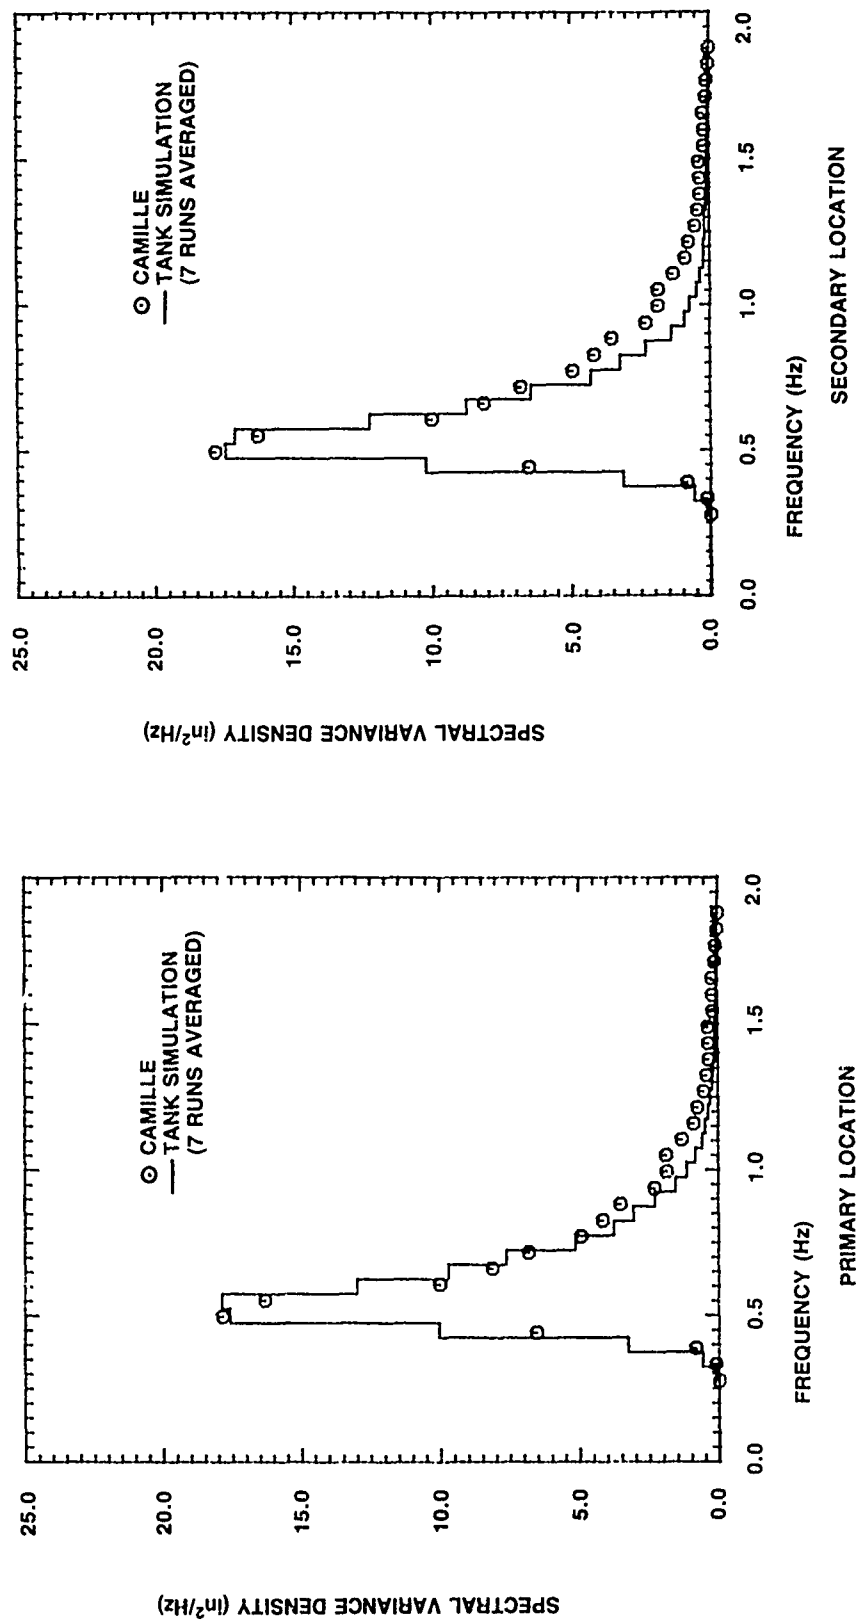 25.0
20.0
15.0
10.0
5.0
0.0
SPECTRAL VARIANCE DENSITY (in²/Hz)
⊙ CAMILLE
— TANK SIMULATION
(7 RUNS AVERAGED)
0.0
0.5
1.0
1.5
2.0
FREQUENCY (Hz)
PRIMARY LOCATION
25.0
20.0
15.0
10.0
5.0
0.0
SPECTRAL VARIANCE DENSITY (in²/Hz)
⊙ CAMILLE
— TANK SIMULATION
(7 RUNS AVERAGED)
0.0
0.5
1.0
1.5
2.0
FREQUENCY (Hz)
SECONDARY LOCATION